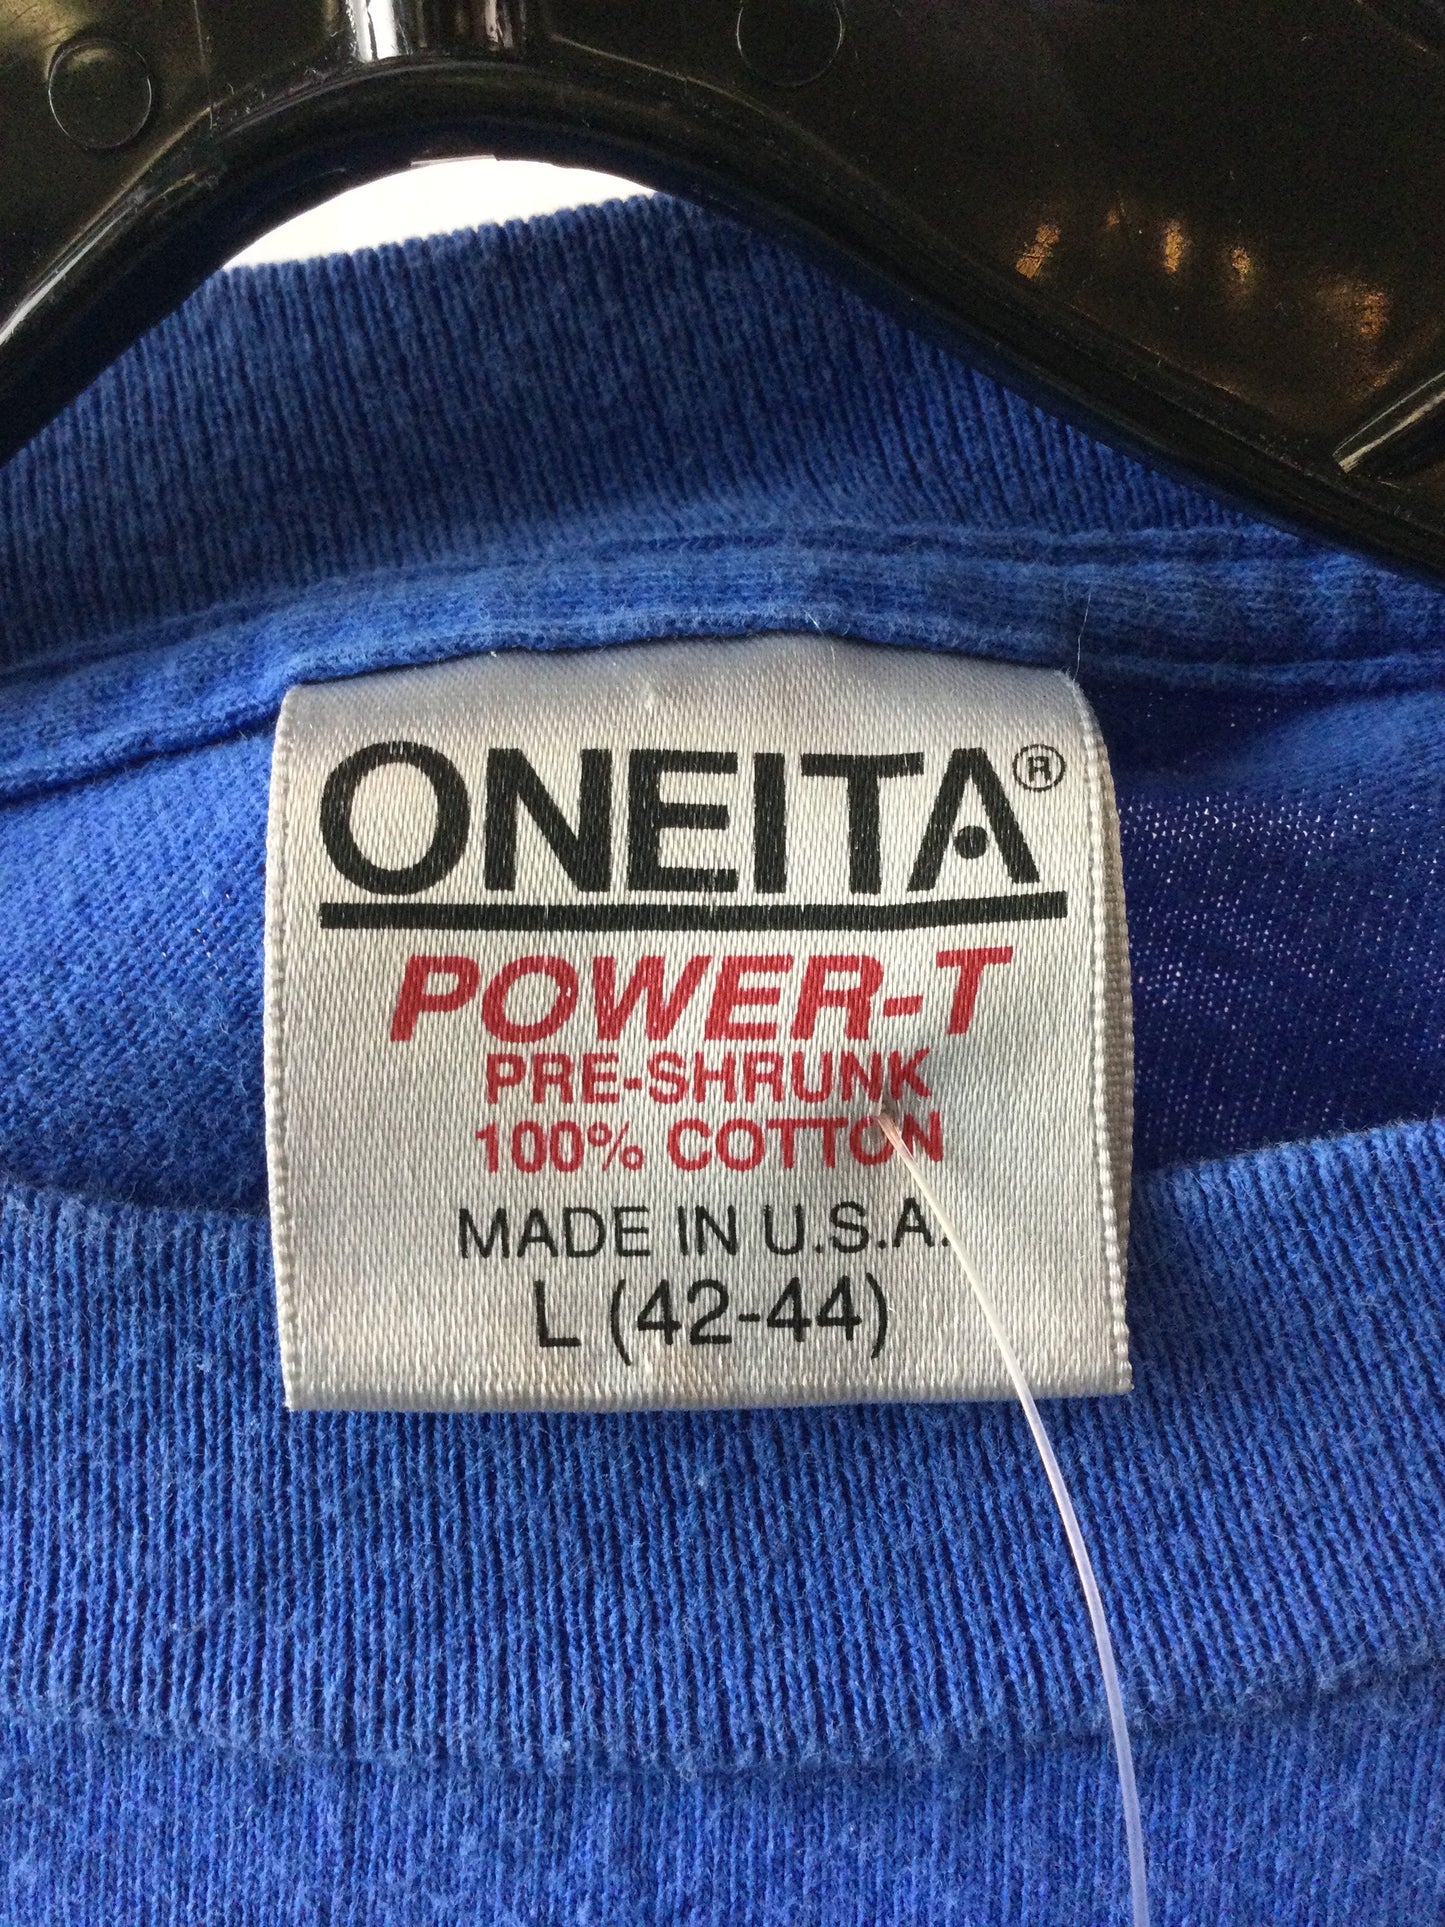 ONEITA®
POWER-T
PRE-SHRUNK
100% COTTON
MADE IN U.S.A.
L (42-44)